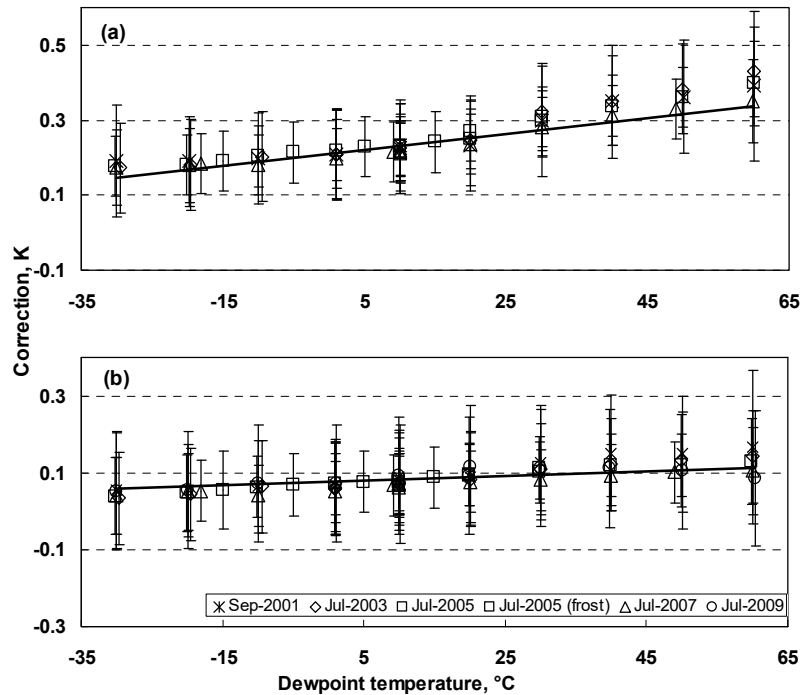 (a)
0.5
0.3
0.1
-0.1
-35 -15 5 25 45 65
Correction, K
(b)
0.3
0.1
-0.1
-0.3
Sep-2001 Jul-2003 Jul-2005 Jul-2005 (frost) Jul-2007 Jul-2009
-35 -15 5 25 45 65
Dewpoint temperature, °C